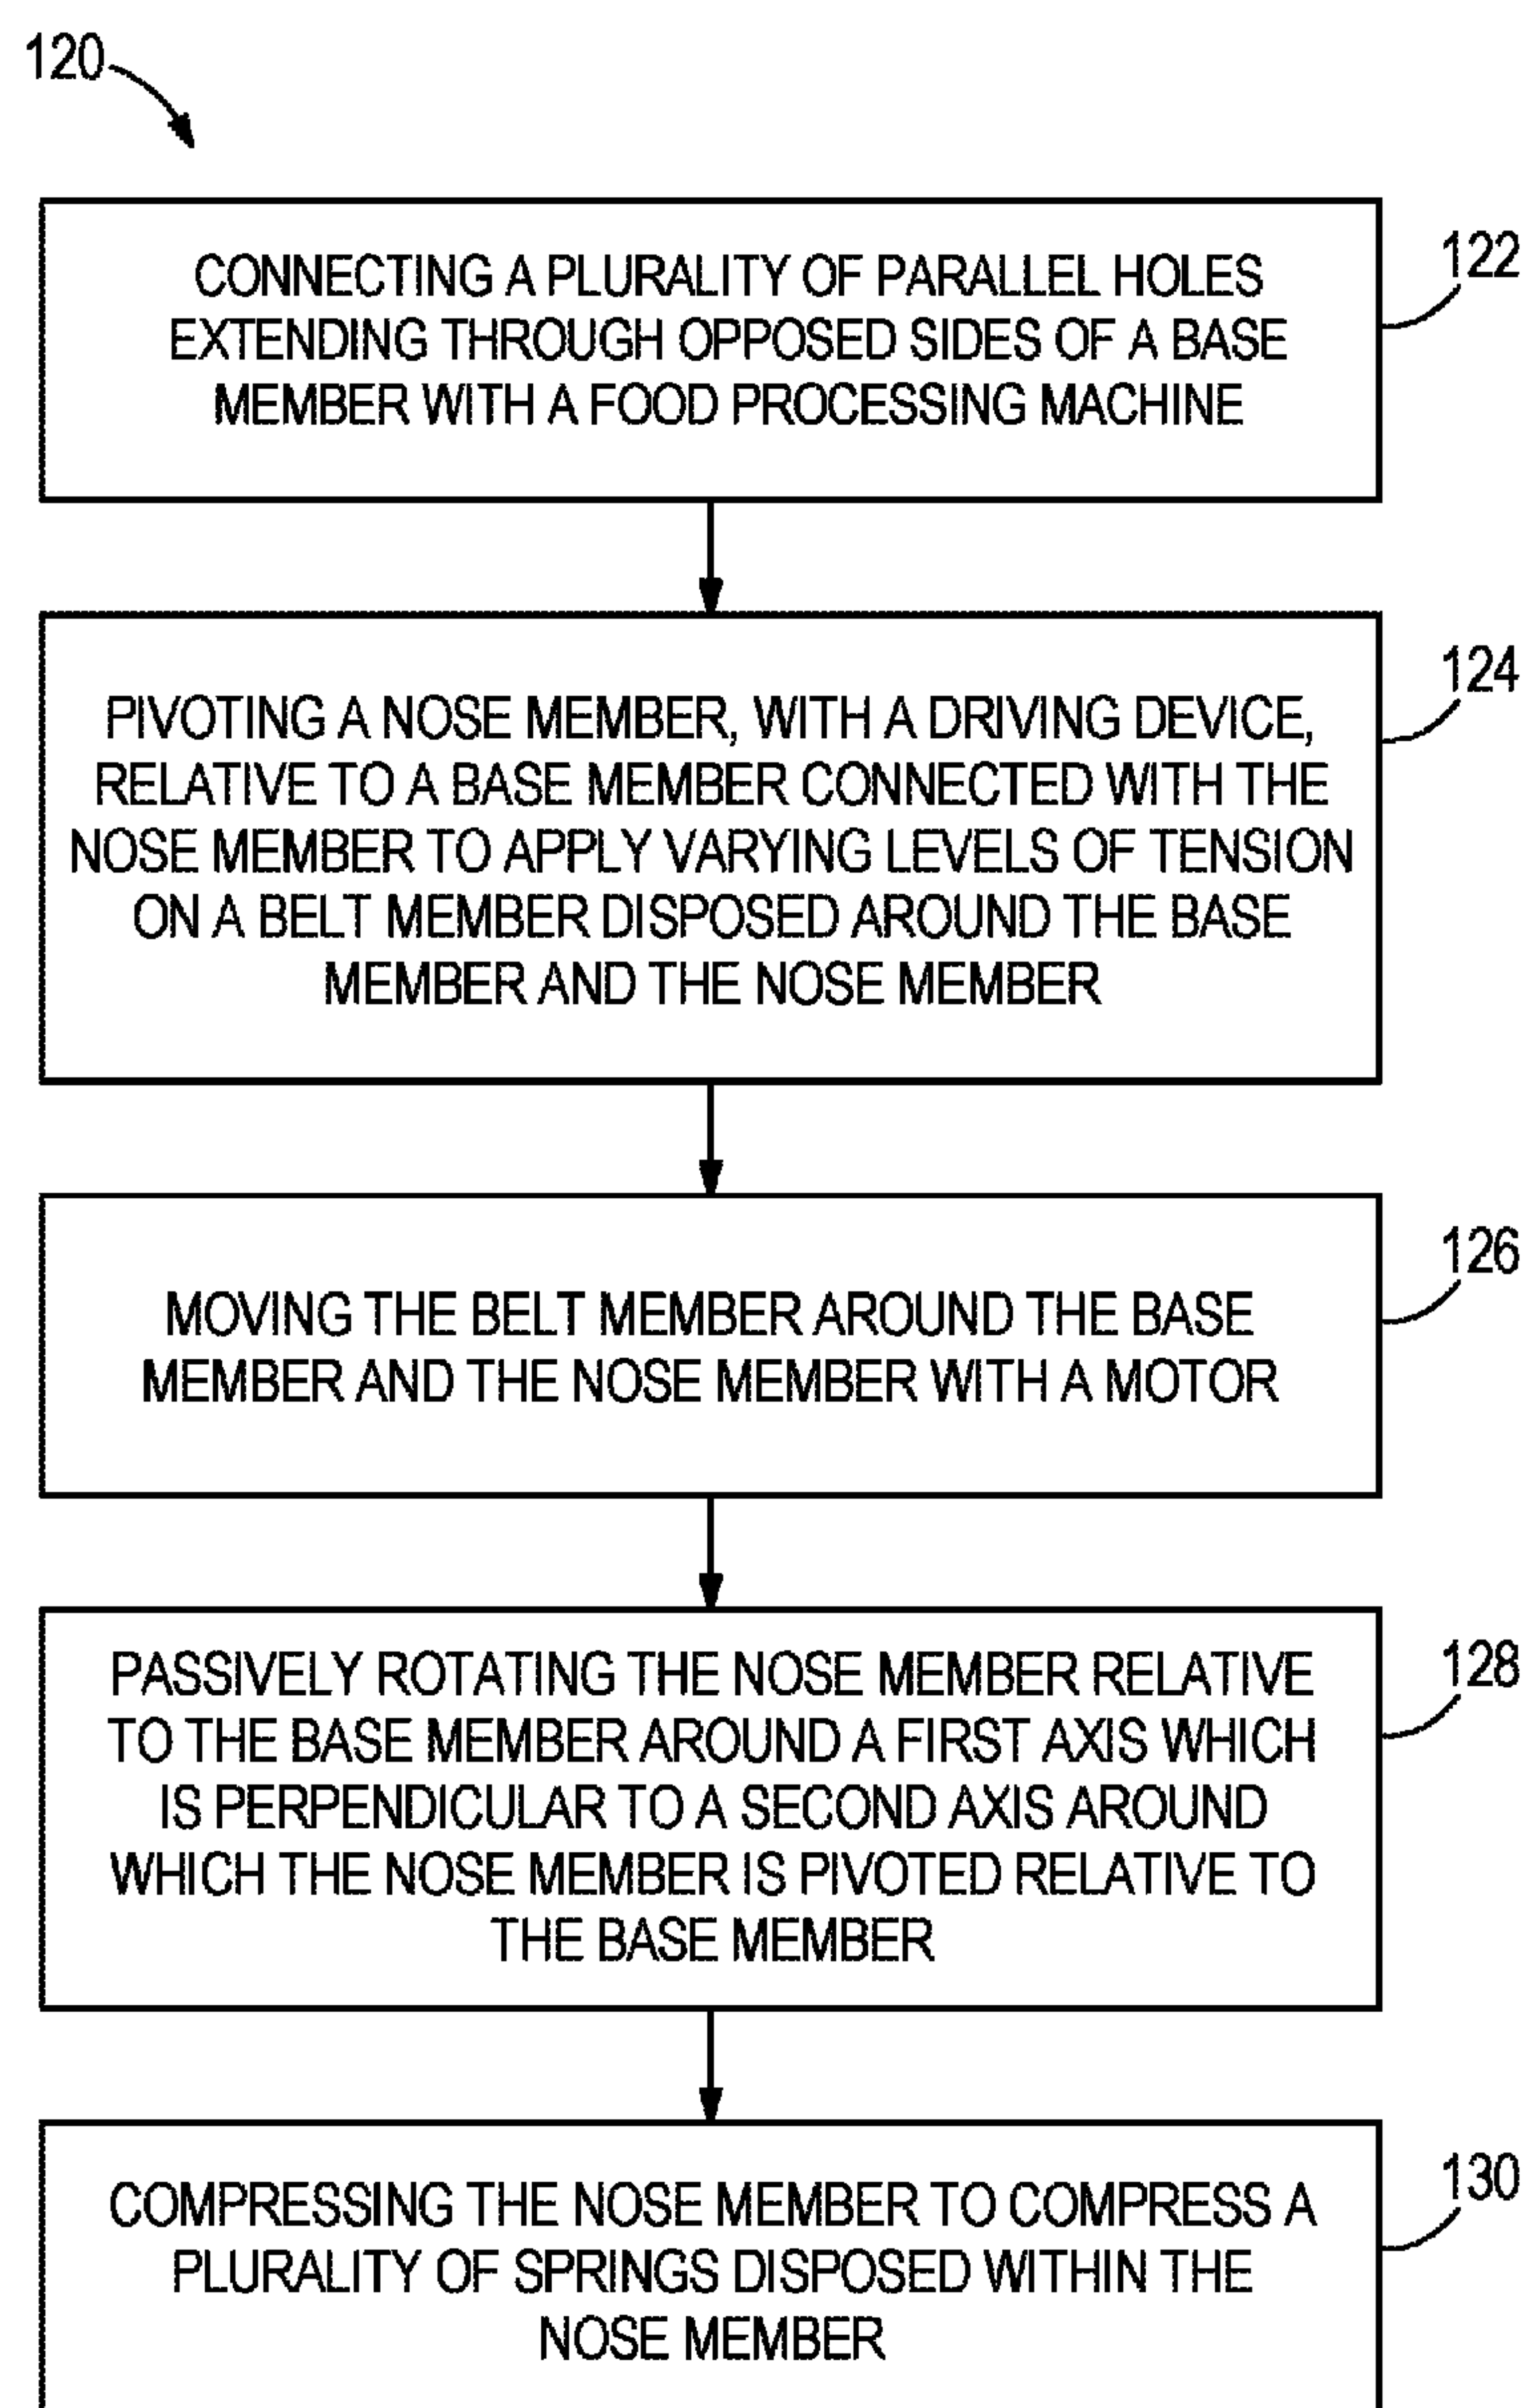 120
CONNECTING A PLURALITY OF PARALLEL HOLES
EXTENDING THROUGH OPPOSED SIDES OF A BASE
MEMBER WITH A FOOD PROCESSING MACHINE
122
PIVOTING A NOSE MEMBER, WITH A DRIVING DEVICE,
RELATIVE TO A BASE MEMBER CONNECTED WITH THE
NOSE MEMBER TO APPLY VARYING LEVELS OF TENSION
ON A BELT MEMBER DISPOSED AROUND THE BASE
MEMBER AND THE NOSE MEMBER
124
MOVING THE BELT MEMBER AROUND THE BASE
MEMBER AND THE NOSE MEMBER WITH A MOTOR
126
PASSIVELY ROTATING THE NOSE MEMBER RELATIVE
TO THE BASE MEMBER AROUND A FIRST AXIS WHICH
IS PERPENDICULAR TO A SECOND AXIS AROUND
WHICH THE NOSE MEMBER IS PIVOTED RELATIVE TO
THE BASE MEMBER
128
COMPRESSING THE NOSE MEMBER TO COMPRESS A
PLURALITY OF SPRINGS DISPOSED WITHIN THE
NOSE MEMBER
130